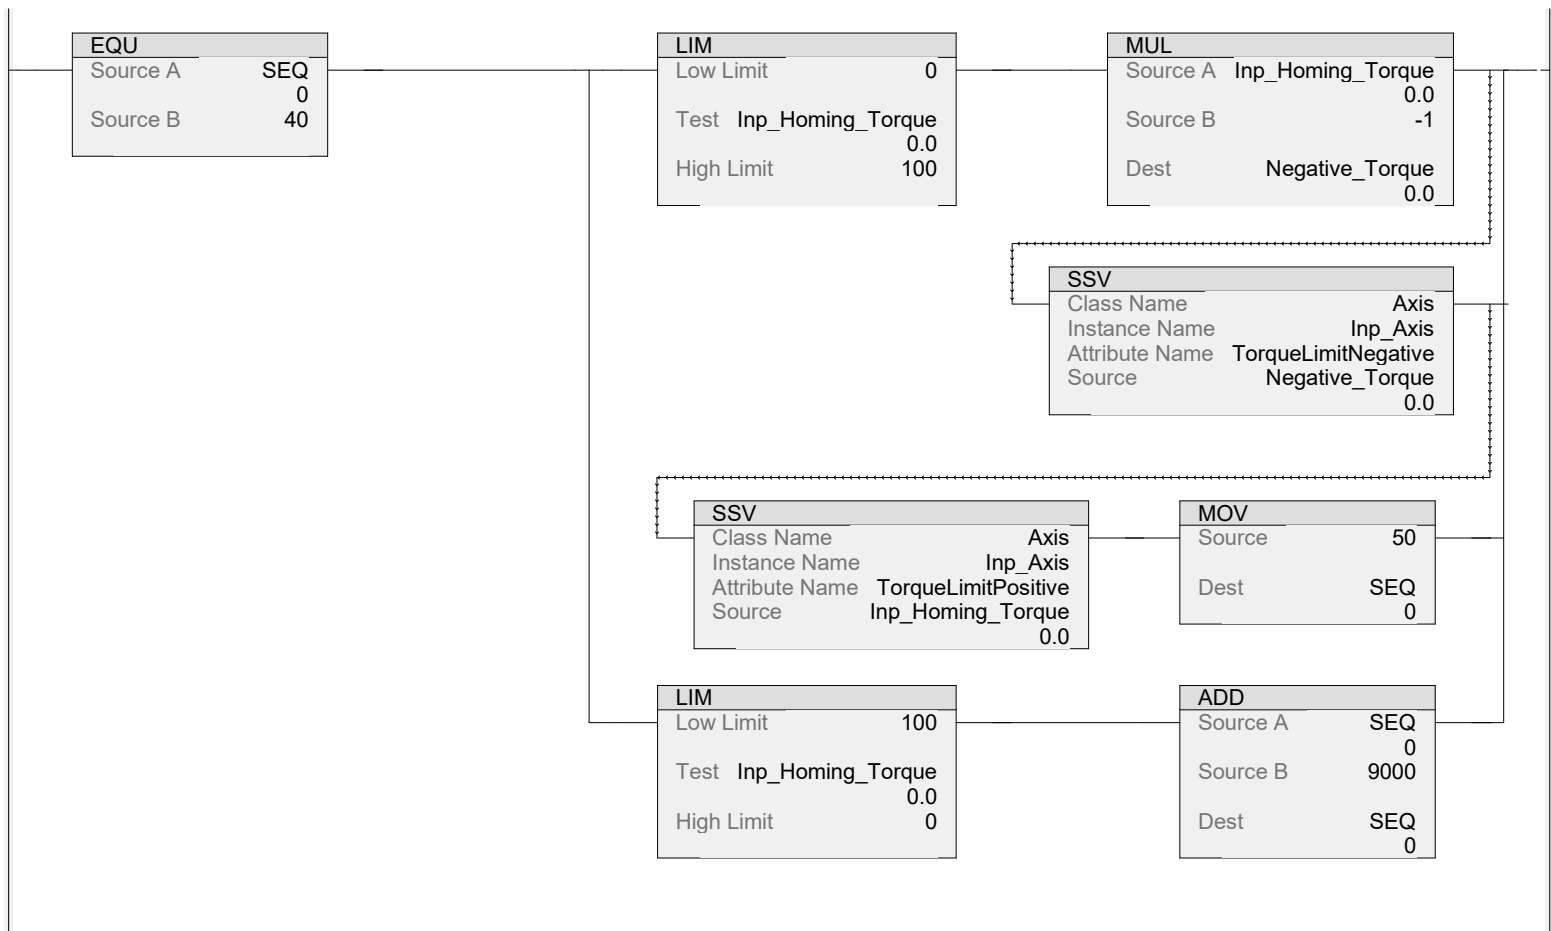 EQU
Source A SEQ
0
Source B 40
LIM
Low Limit 0
Test Inp_Homing_Torque
0.0
High Limit 100
MUL
Source A Inp_Homing_Torque
0.0
Source B -1
Dest Negative_Torque
0.0
SSV
Class Name Axis
Instance Name Inp_Axis
Attribute Name TorqueLimitNegative
Source Negative_Torque
0.0
SSV
Class Name Axis
Instance Name Inp_Axis
Attribute Name TorqueLimitPositive
Source Inp_Homing_Torque
0.0
MOV
Source 50
Dest SEQ
0
LIM
Low Limit 100
Test Inp_Homing_Torque
0.0
High Limit 0
ADD
Source A SEQ
0
Source B 9000
Dest SEQ
0